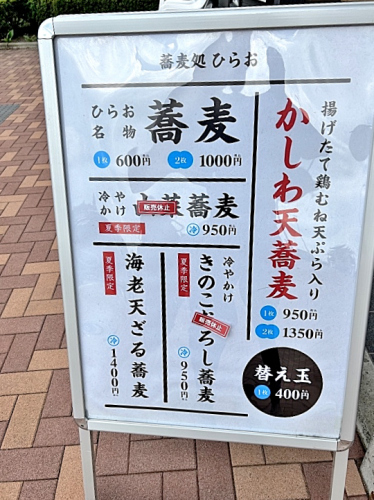 蕎麦処 ひらお
ひらお
名物
蕎麦
1枚 600円 2枚 1000円
冷や
かけ
菜蕎麦
販売休止
夏季限定
冷 950円
揚げたて鶏むね天ぷら入り
かしわ天蕎麦
1枚 950円
2枚 1350円
冷やかけ
きのこ ろし蕎麦
販売休止
夏季限定
冷 950円
夏季限定
海老天ざる蕎麦
冷 1400円
替え玉
1枚 400円